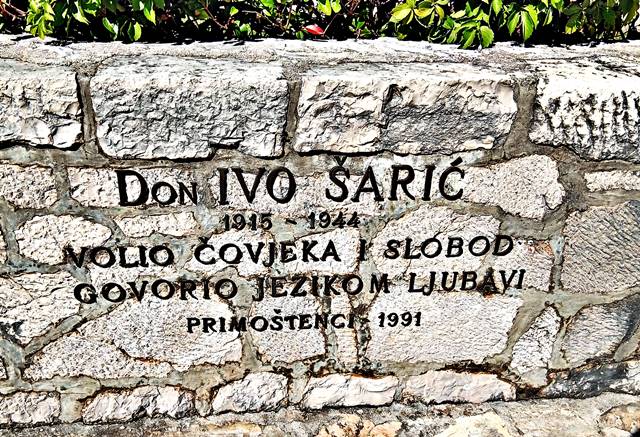 DON IVO ŠARIĆ
1915 - 1944
VOLIO ČOVJEKA I SLOBOD
GOVORIO JEZIKOM LJUBAVI
PRIMOŠTENCI - 1991